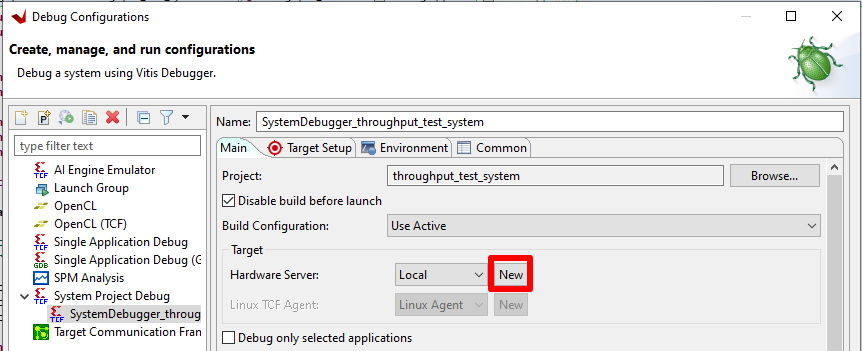 Debug Configurations
Create, manage, and run configurations
Debug a system using Vitis Debugger.
type filter text
AI Engine Emulator
Launch Group
OpenCL
OpenCL (TCF)
Single Application Debug
Single Application Debug (G
SPM Analysis
System Project Debug
SystemDebugger_throug
Target Communication Fran
Name: SystemDebugger_throughput_test_system
Main Target Setup Environment Common
Project: throughput_test_system Browse...
Disable build before launch
Build Configuration: Use Active
Target
Hardware Server: Local New
Linux TCF Agent: Linux Agent New
Debug only selected applications